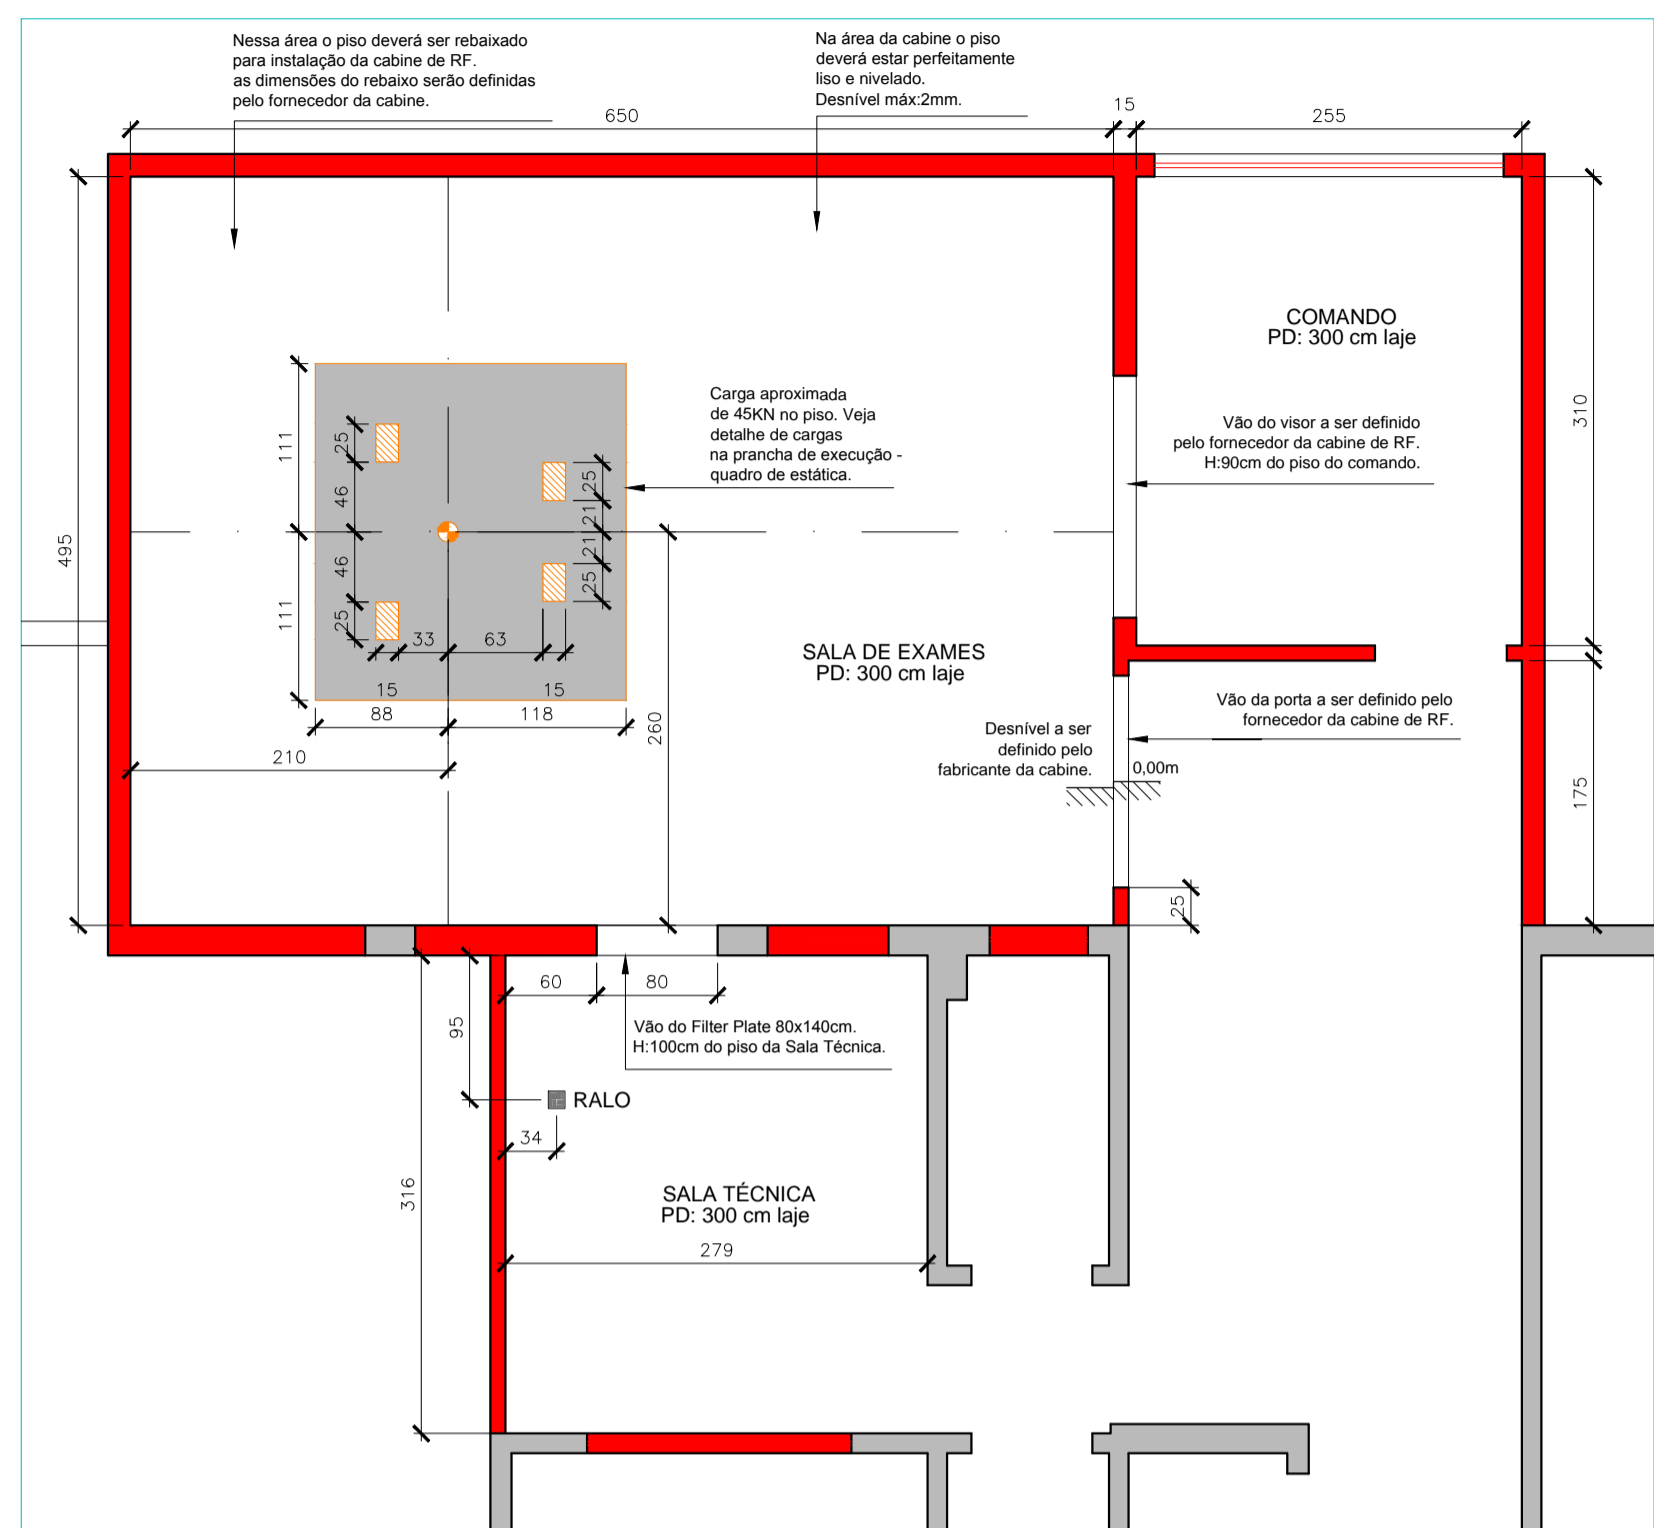 Nessa área o piso deverá ser rebaixado
para instalação da cabine de RF.
as dimensões do rebaixo serão definidas
pelo fornecedor da cabine.
Na área da cabine o piso
deverá estar perfeitamente
liso e nivelado.
Desnível máx:2mm.
650
15
255
495
310
175
COMANDO
PD: 300 cm laje
Carga aproximada
de 45KN no piso. Veja
detalhe de cargas
na prancha de execução -
quadro de estática.
Vão do visor a ser definido
pelo fornecedor da cabine de RF.
H:90cm do piso do comando.
111
111
25
46
46
25
25
21
21
25
33
63
15
15
88
118
210
260
SALA DE EXAMES
PD: 300 cm laje
Desnível a ser
definido pelo
fabricante da cabine.
0,00m
Vão da porta a ser definido pelo
fornecedor da cabine de RF.
25
60
80
95
Vão do Filter Plate 80x140cm.
H:100cm do piso da Sala Técnica.
RALO
34
316
SALA TÉCNICA
PD: 300 cm laje
279